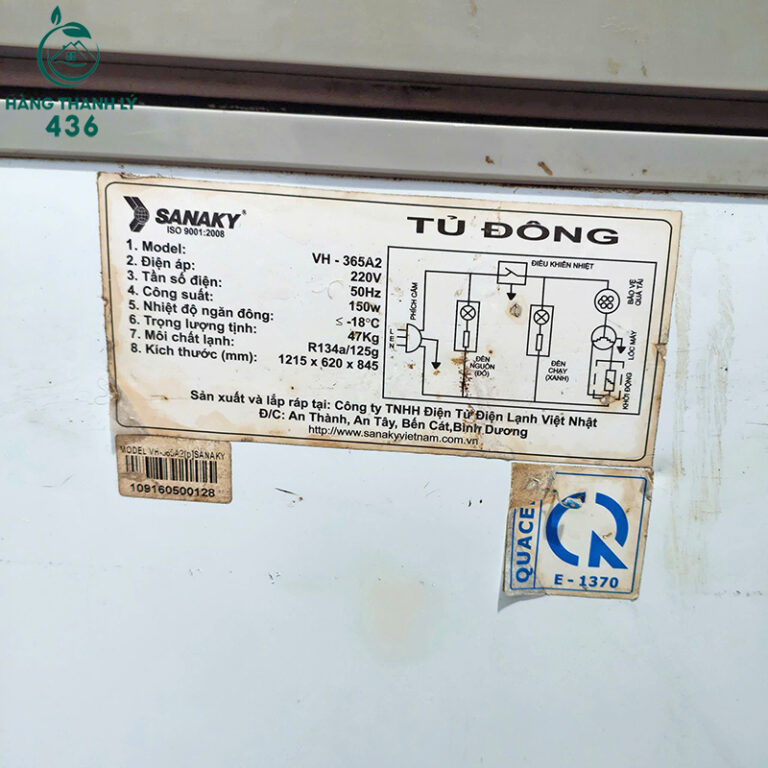 HÀNG THANH LÝ
436
SANAKY®
ISO 9001:2008
TỦ ĐÔNG
1. Model: VH - 365A2
2. Điện áp: 220V
3. Tần số điện: 50Hz
4. Công suất: 150w
5. Nhiệt độ ngăn đông: ≤ -18°C
6. Trọng lượng tịnh: 47Kg
7. Môi chất lạnh: R134a/125g
8. Kích thước (mm): 1215 x 620 x 845
ĐIỀU KHIỂN NHIỆT
BẢO VỆ
QUÁ TẢI
PHÍCH CẮM
L E N
ĐÈN
NGUỒN
(ĐỎ)
ĐÈN
CHẠY
(XANH)
LỐC MÁY
KHỞI ĐỘNG
Sản xuất và lắp ráp tại: Công ty TNHH Điện Tử Điện Lạnh Việt Nhật
Đ/C: An Thành, An Tây, Bến Cát,Bình Dương
http://www.sanakyvietnam.com.vn
MODEL VH-365A2[p]SANAKY
109160500128
QUACE
E - 1370